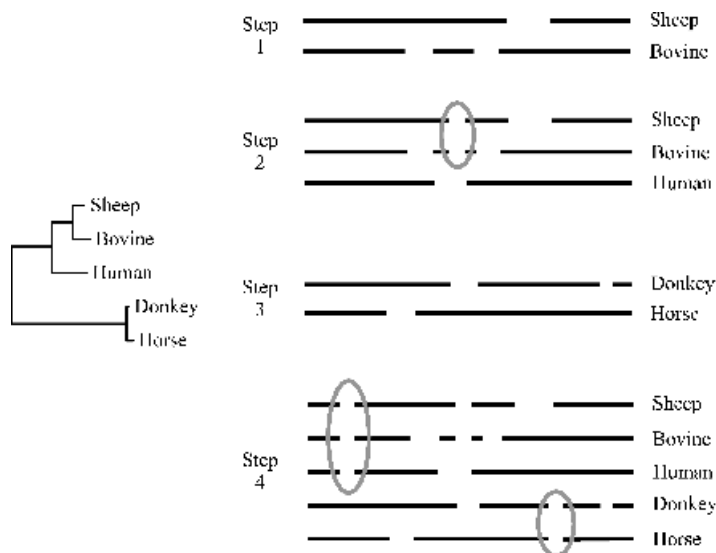 Step
1
Sheep
Bovine
Step
2
Sheep
Bovine
Human
Sheep
Bovine
Human
Donkey
Horse
Step
3
Donkey
Horse
Step
4
Sheep
Bovine
Human
Donkey
Horse